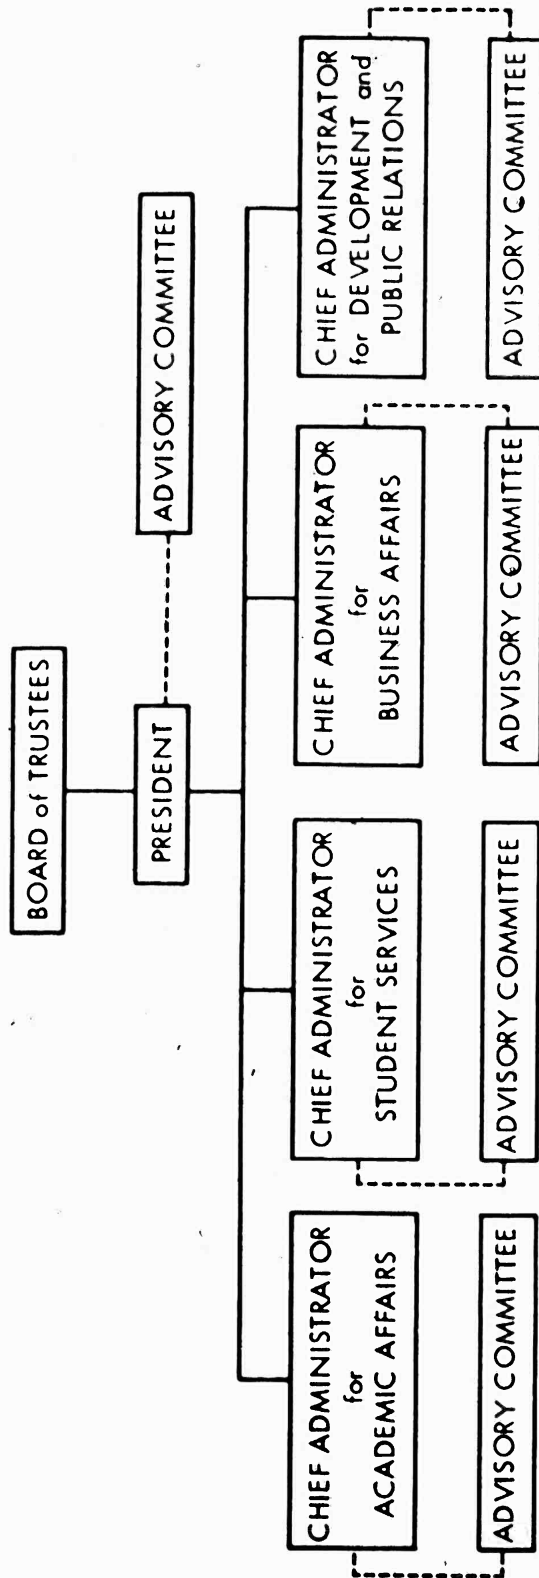 BOARD of TRUSTEES
PRESIDENT
ADVISORY COMMITTEE
CHIEF ADMINISTRATOR
for
ACADEMIC AFFAIRS
CHIEF ADMINISTRATOR
for
STUDENT SERVICES
CHIEF ADMINISTRATOR
for
BUSINESS AFFAIRS
CHIEF ADMINISTRATOR
for DEVELOPMENT and
PUBLIC RELATIONS
ADVISORY COMMITTEE
ADVISORY COMMITTEE
ADVISORY COMMITTEE
ADVISORY COMMITTEE